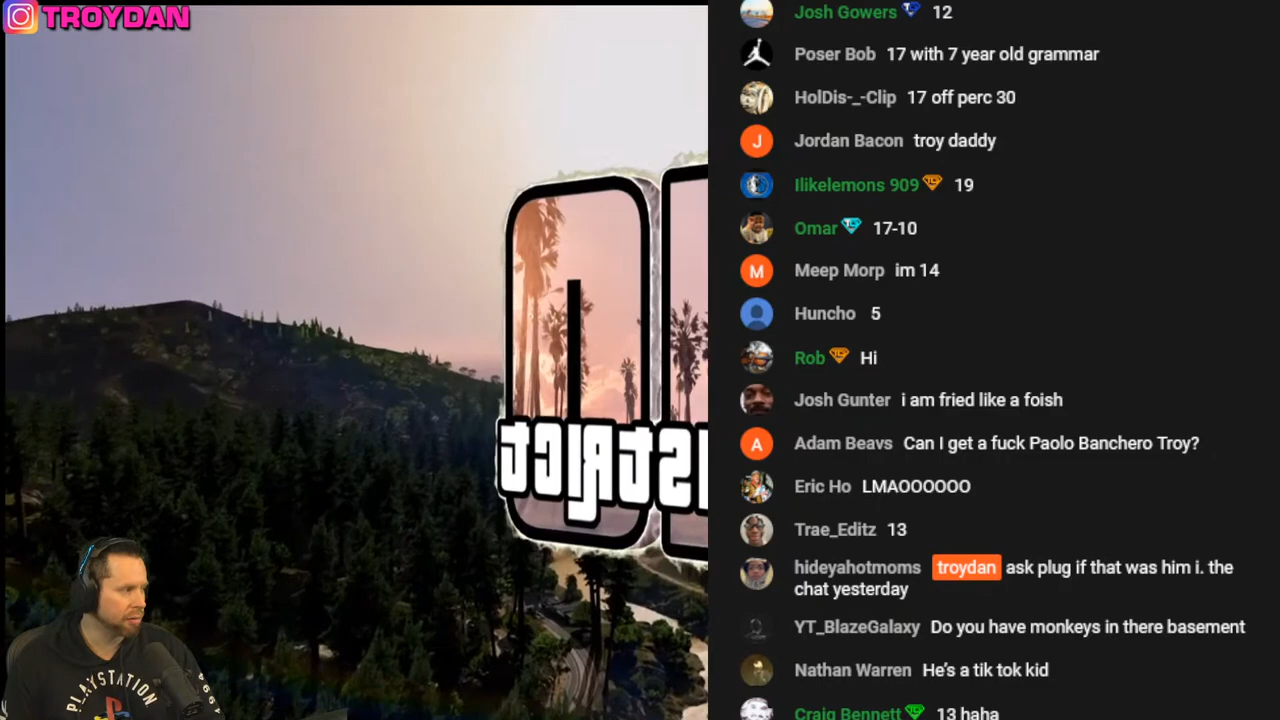 TROYDAN
Josh Gowers 12
Poser Bob 17 with 7 year old grammar
HolDis-_-Clip 17 off perc 30
Jordan Bacon troy daddy
Ilikelemons 909 19
Omar 17-10
Meep Morp im 14
Huncho 5
Rob Hi
Josh Gunter i am fried like a foish
Adam Beavs Can I get a fuck Paolo Banchero Troy?
Eric Ho LMAOOOOOO
Trae_Editz 13
hideyahotmoms troydan ask plug if that was him i. the
chat yesterday
YT_BlazeGalaxy Do you have monkeys in there basement
Nathan Warren He's a tik tok kid
Craig Bennett 13 haha
J
M
A
PLAYSTATION
1994